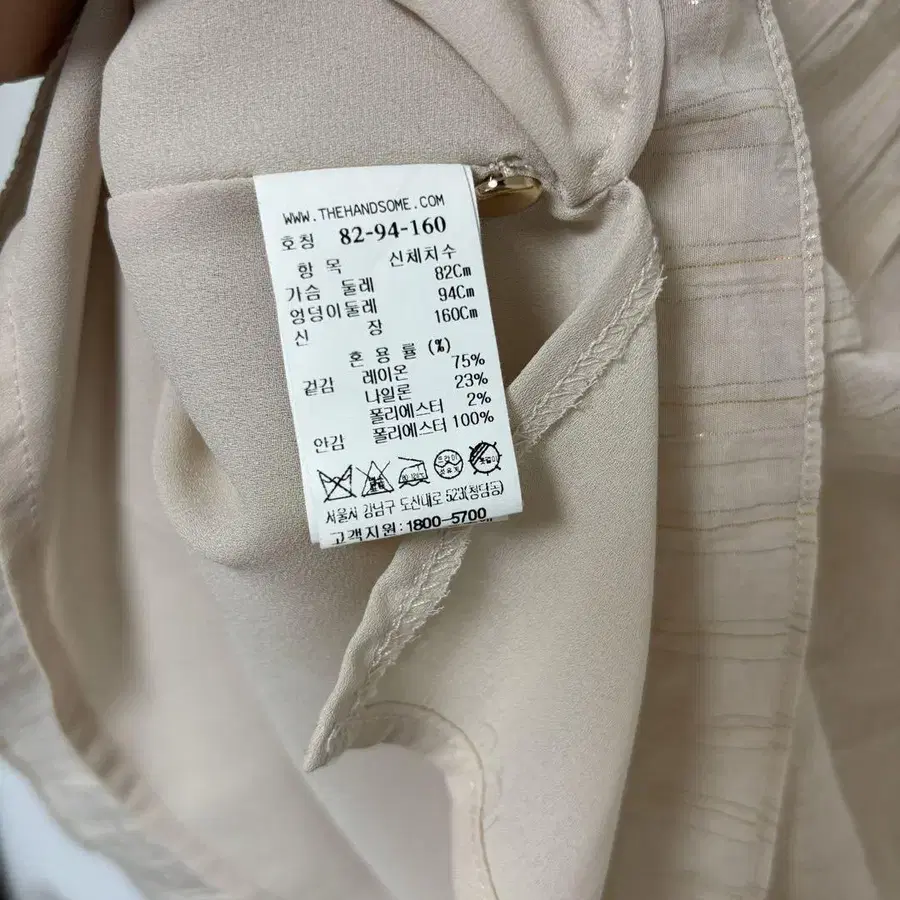 WWW.THEHANDSOME.COM
호칭 82-94-160
항 목 신체치수
가슴 둘레 82Cm
엉덩이둘레 94Cm
신 장 160Cm
혼 용 률 (%)
겉감 레이온 75%
나일론 23%
폴리에스터 2%
안감 폴리에스터 100%
서울시 강남구 도산대로 523(청담동)
고객지원:1800-5700